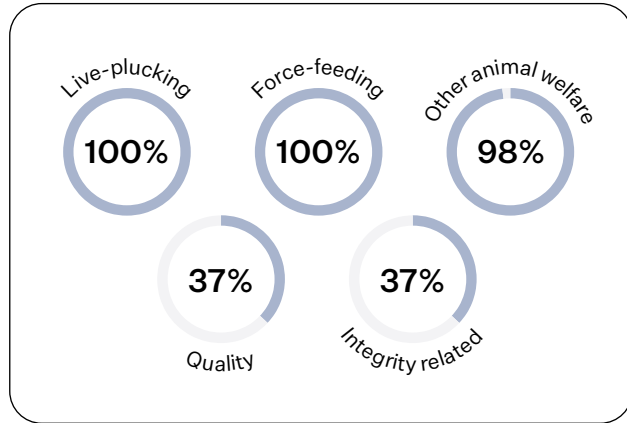 Live-plucking
100%
Force-feeding
100%
Other animal welfare
98%
37%
Quality
37%
Integrity related